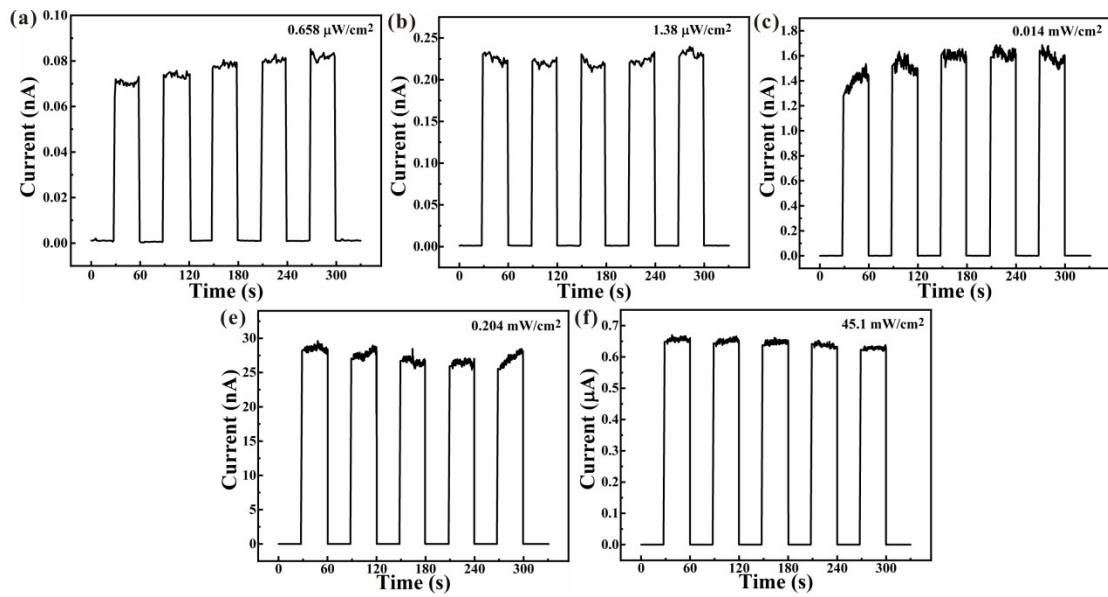 (a)
0.658 μW/cm²
0.10
0.08
0.06
0.04
0.02
0.00
Current (nA)
0 60 120 180 240 300
Time (s)
(b)
1.38 μW/cm²
0.25
0.20
0.15
0.10
0.05
0.00
Current (nA)
0 60 120 180 240 300
Time (s)
(c)
0.014 mW/cm²
1.8
1.6
1.4
1.2
1.0
0.8
0.6
0.4
0.2
0.0
Current (nA)
0 60 120 180 240 300
Time (s)
(e)
0.204 mW/cm²
30
25
20
15
10
5
0
Current (nA)
0 60 120 180 240 300
Time (s)
(f)
45.1 mW/cm²
0.7
0.6
0.5
0.4
0.3
0.2
0.1
0.0
Current (μA)
0 60 120 180 240 300
Time (s)